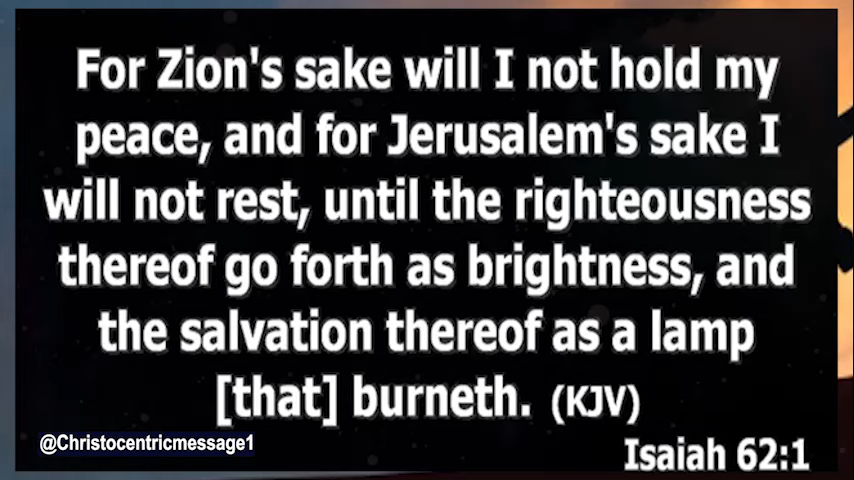 For Zion's sake will I not hold my
peace, and for Jerusalem's sake I
will not rest, until the righteousness
thereof go forth as brightness, and
the salvation thereof as a lamp
[that] burneth. (KJV)
@Christocentricmessage1
Isaiah 62:1